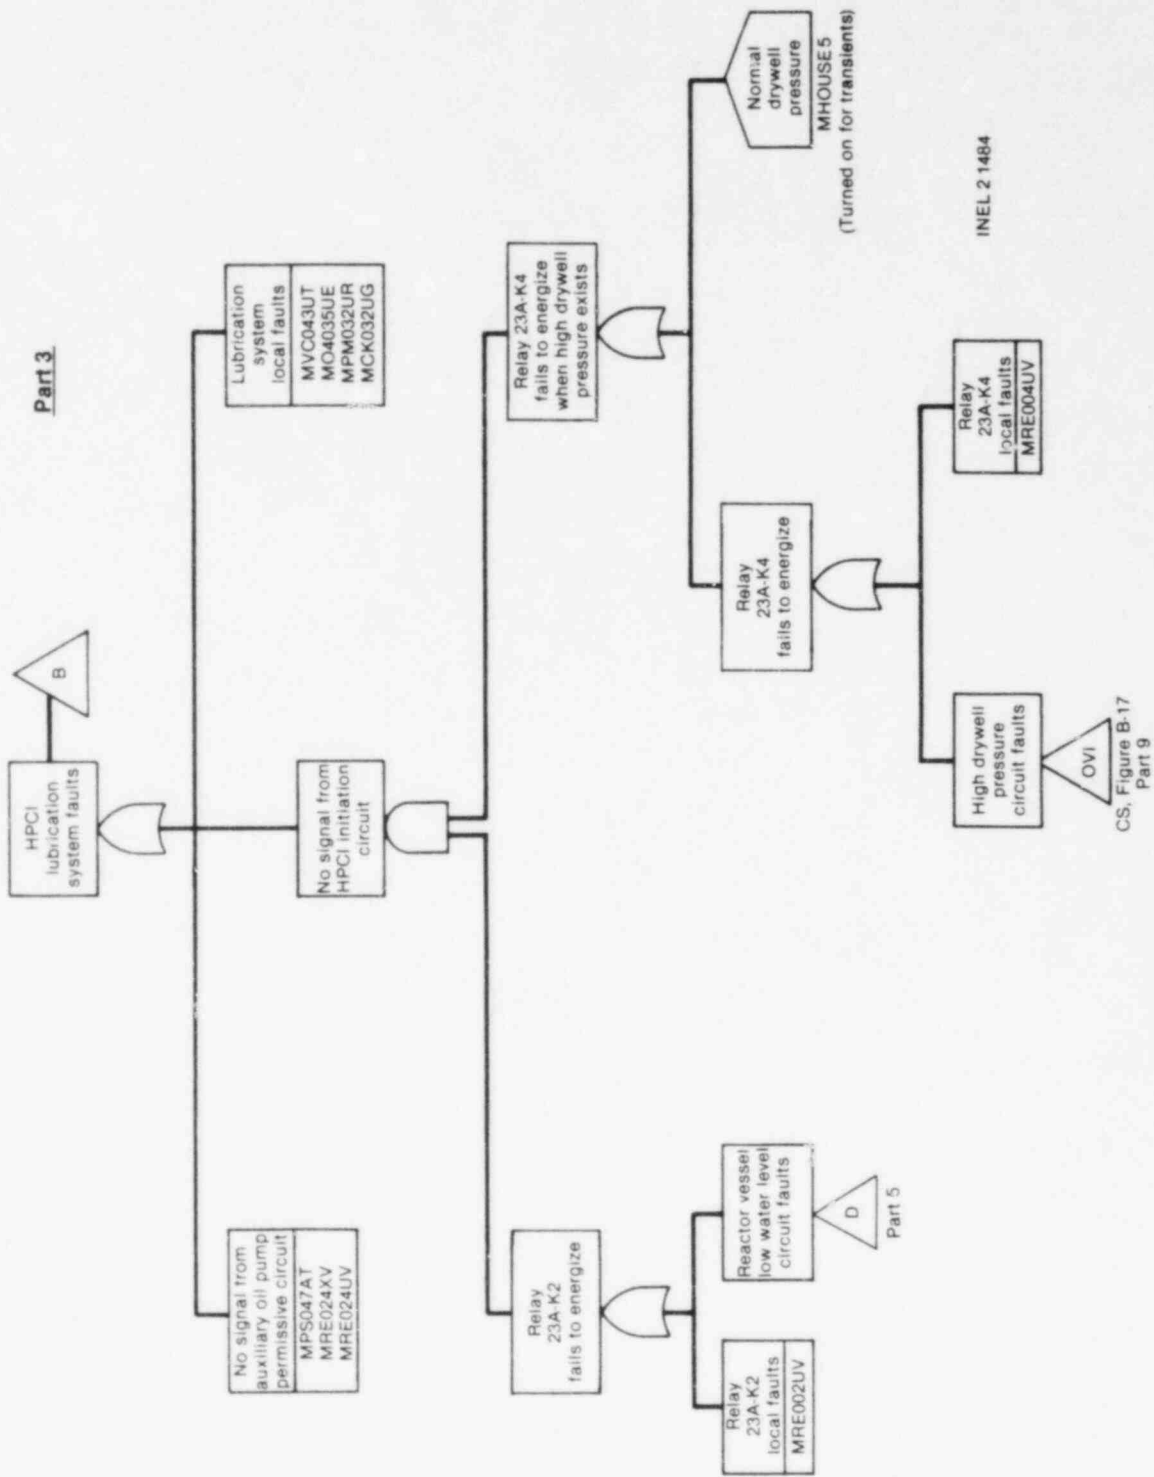 Part 3
HPCI
lubrication
system faults
B
No signal from
auxiliary oil pump
permissive circuit
MPS047AT
MRE024XV
MRE024UV
No signal from
HPCI initiation
circuit
Lubrication
system
local faults
MVC043UT
MO4035UE
MPM032UR
MCK032UG
Relay
23A-K2
fails to energize
Relay 23A-K4
fails to energize
when high drywell
pressure exists
Relay
23A-K2
local faults
MRE002UV
Reactor vessel
low water level
circuit faults
D
Part 5
Relay
23A-K4
fails to energize
Normal
drywell
pressure
MHOUSE5
(Turned on for transients)
High drywell
pressure
circuit faults
OVI
CS, Figure B-17
Part 9
Relay
23A-K4
local faults
MRE004UV
INEL 2 1484